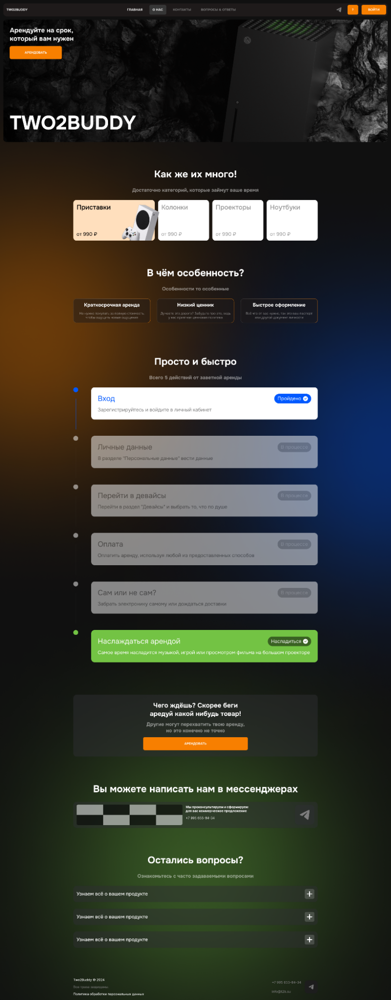 TWO2BUDDY
ГЛАВНАЯ
О НАС
КОНТАКТЫ
ВОПРОСЫ & ОТВЕТЫ
?
ВОЙТИ
Арендуйте на срок,
который вам нужен
АРЕНДОВАТЬ
TWO2BUDDY
Как же их много!
Достаточно категорий, которые займут ваше время
Приставки
от 990 ₽
Колонки
от 990 ₽
Проекторы
от 990 ₽
Ноутбуки
от 990 ₽
В чём особенность?
Особенности то особенные
Краткосрочная аренда
Не нужно покупать за полную стоимость,
чтобы ощутить новые ощущения
Низкий ценник
Думаете это дорого? Забудьте про это, ведь
у нас приятная ценновая политика
Быстрое оформление
Всё что от вас нужно, так это ваш паспорт
или другой документ личности
Просто и быстро
Всего 5 действий от заветной аренды
Вход
Пройдено
Зарегистрируйтесь и войдите в личный кабинет
Личные данные
В процессе
В разделе "Персональные данные" вести данные
Перейти в девайсы
В процессе
Перейти в раздел "Девайсы" и выбрать то, что по душе
Оплата
В процессе
Оплатить аренду, используя любой из предоставленных способов
Сам или не сам?
В процессе
Забрать электронику самому или дождаться доставки
Наслаждаться арендой
Насладиться
Самое время насладится музыкой, игрой или просмотром фильма на большом проекторе
Чего ждёшь? Скорее беги
аредуй какой нибудь товар!
Другие могут перехватить твою аренду,
но это конечно не точно
АРЕНДОВАТЬ
Вы можете написать нам в мессенджерах
Мы проконсультируем и сформируем
для вас коммерческое предложение
+7 995 655-84-34
Остались вопросы?
Ознакомьтесь с часто задаваемыми вопросами
Узнаем всё о вашем продукте
Узнаем всё о вашем продукте
Узнаем всё о вашем продукте
Two2Buddy © 2024
Все права защищены.
Политика обработки персональных данных
+7 995 655-84-34
info@t2b.su